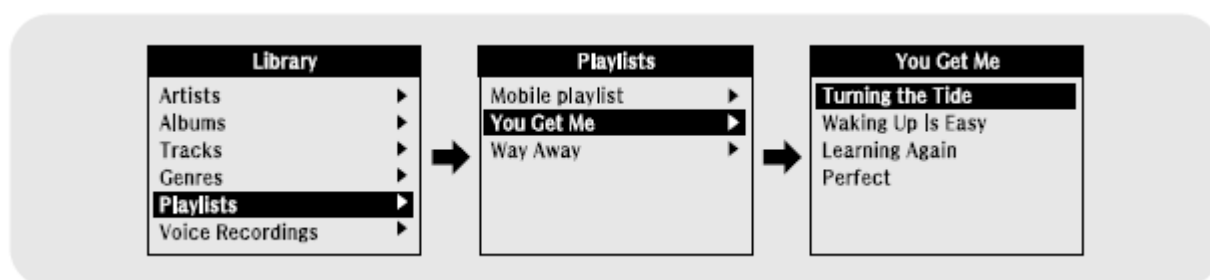 Library
Artists
Albums
Tracks
Genres
Playlists
Voice Recordings
Playlists
Mobile playlist
You Get Me
Way Away
You Get Me
Turning the Tide
Waking Up Is Easy
Learning Again
Perfect